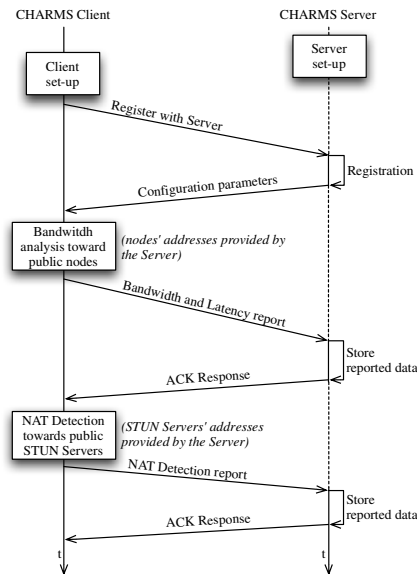 CHARMS Client
CHARMS Server
Client
set-up
Server
set-up
Register with Server
Registration
Configuration parameters
Bandwitdh
analysis toward
public nodes
(nodes' addresses provided by
the Server)
Bandwidth and Latency report
Store
reported data
ACK Response
NAT Detection
towards public
STUN Servers
(STUN Servers' addresses
provided by the Server)
NAT Detection report
Store
reported data
ACK Response
t
t